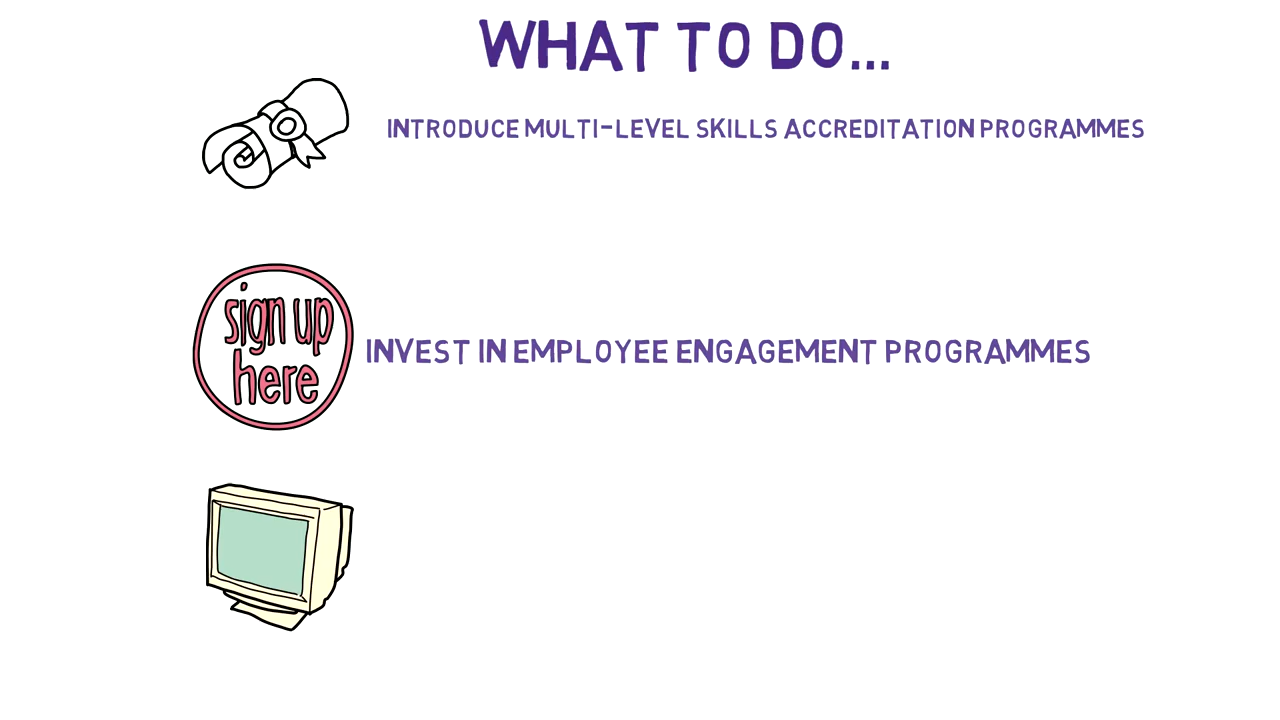 WHAT TO DO...
INTRODUCE MULTI-LEVEL SKILLS ACCREDITATION PROGRAMMES
sign up
here
INVEST IN EMPLOYEE ENGAGEMENT PROGRAMMES